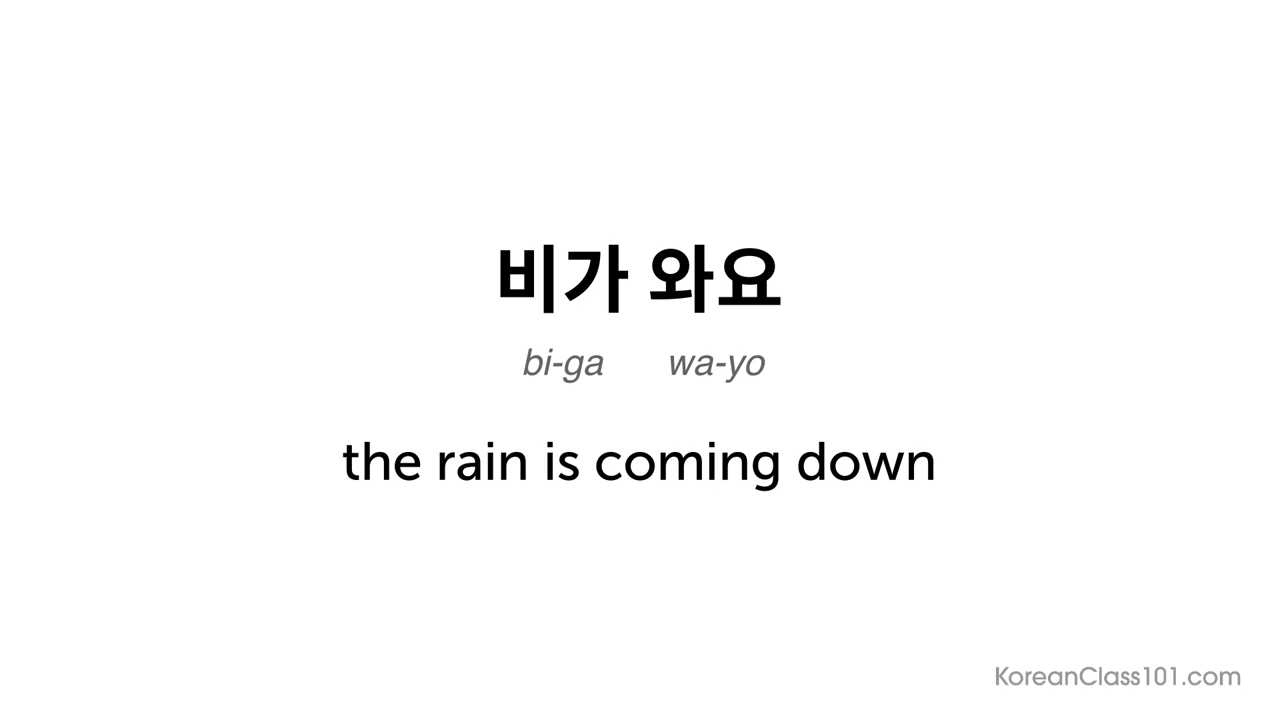 비가 와요
bi-ga wa-yo
the rain is coming down
KoreanClass101.com